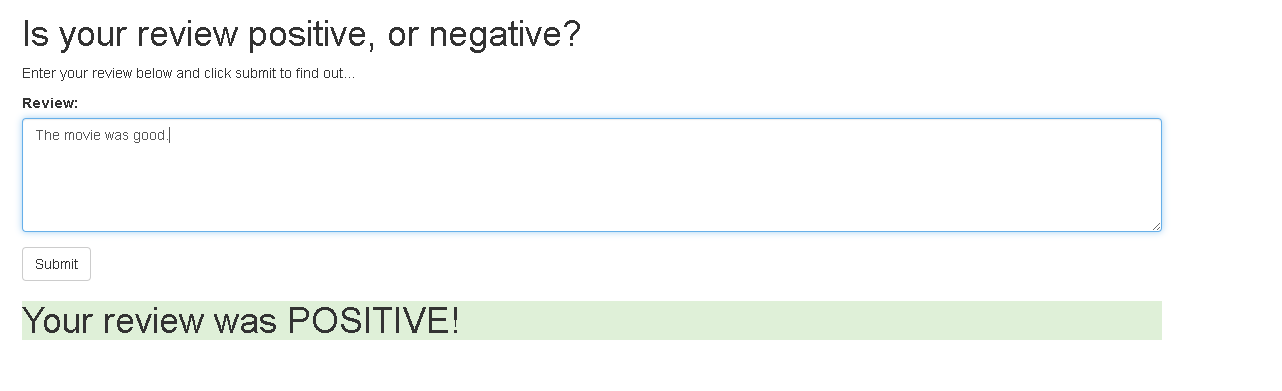 Is your review positive, or negative?
Enter your review below and click submit to find out...
Review:
The movie was good.
Submit
Your review was POSITIVE!